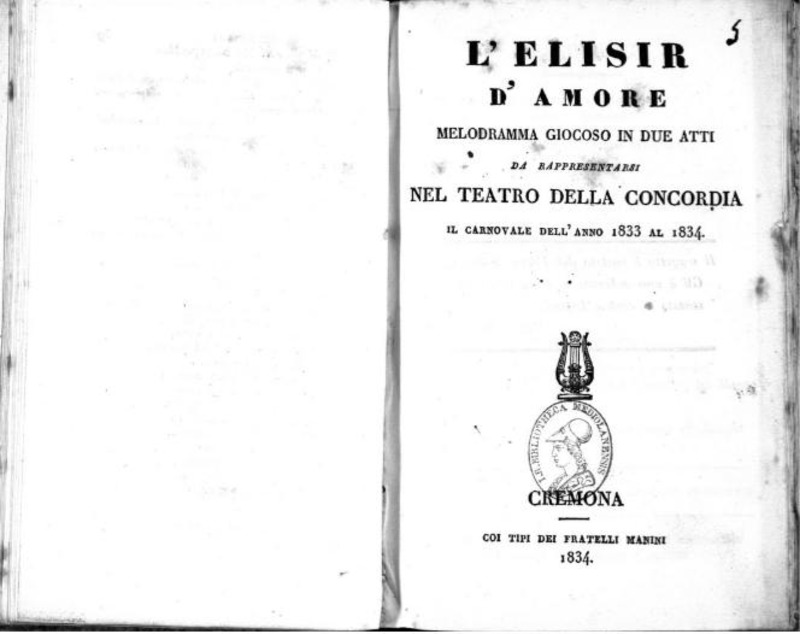 5
L' ELISIR
D' AMORE
MELODRAMMA GIOCOSO IN DUE ATTI
DA RAPPRESENTARSI
NEL TEATRO DELLA CONCORDIA
IL CARNOVALE DELL' ANNO 1833 AL 1834.
I. R. BIBLIOTHECA MEDIOLANENSIS
CREMONA
COI TIPI DEI FRATELLI MANINI
1834.